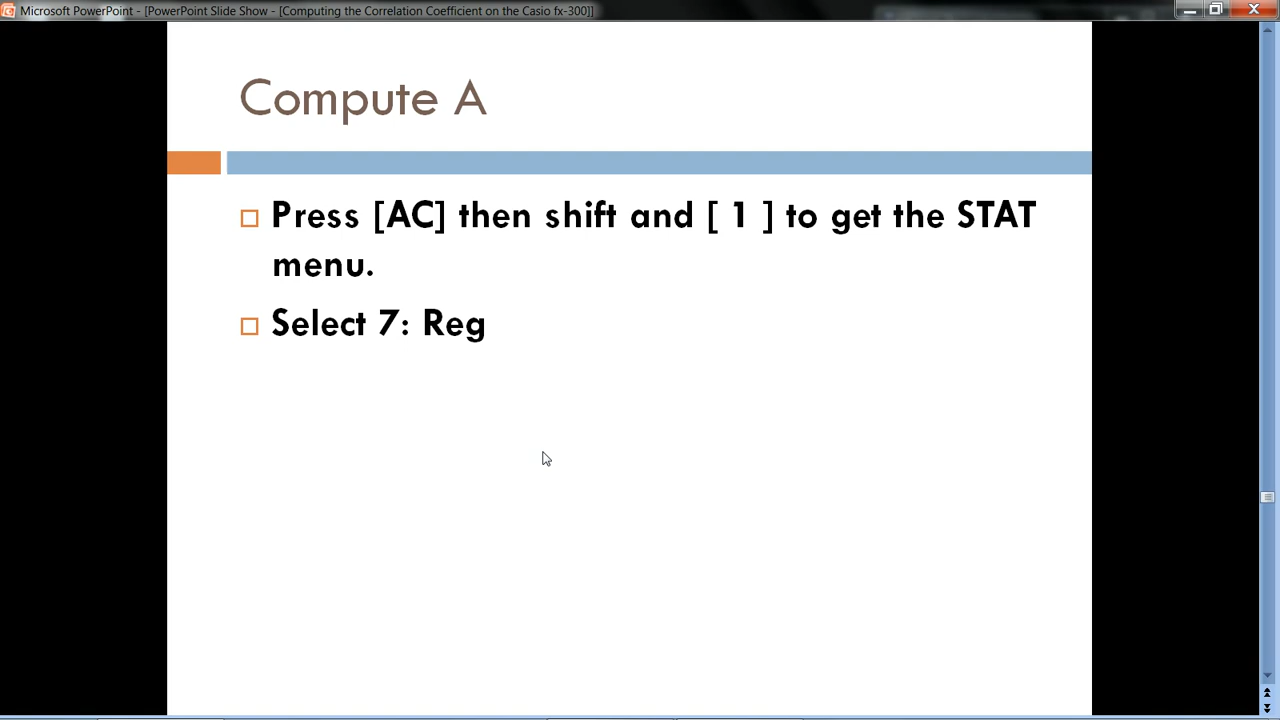 Microsoft PowerPoint - [PowerPoint Slide Show - [Computing the Correlation Coefficient on the Casio fx-300]]
Compute A
Press [AC] then shift and [ 1 ] to get the STAT
menu.
Select 7: Reg